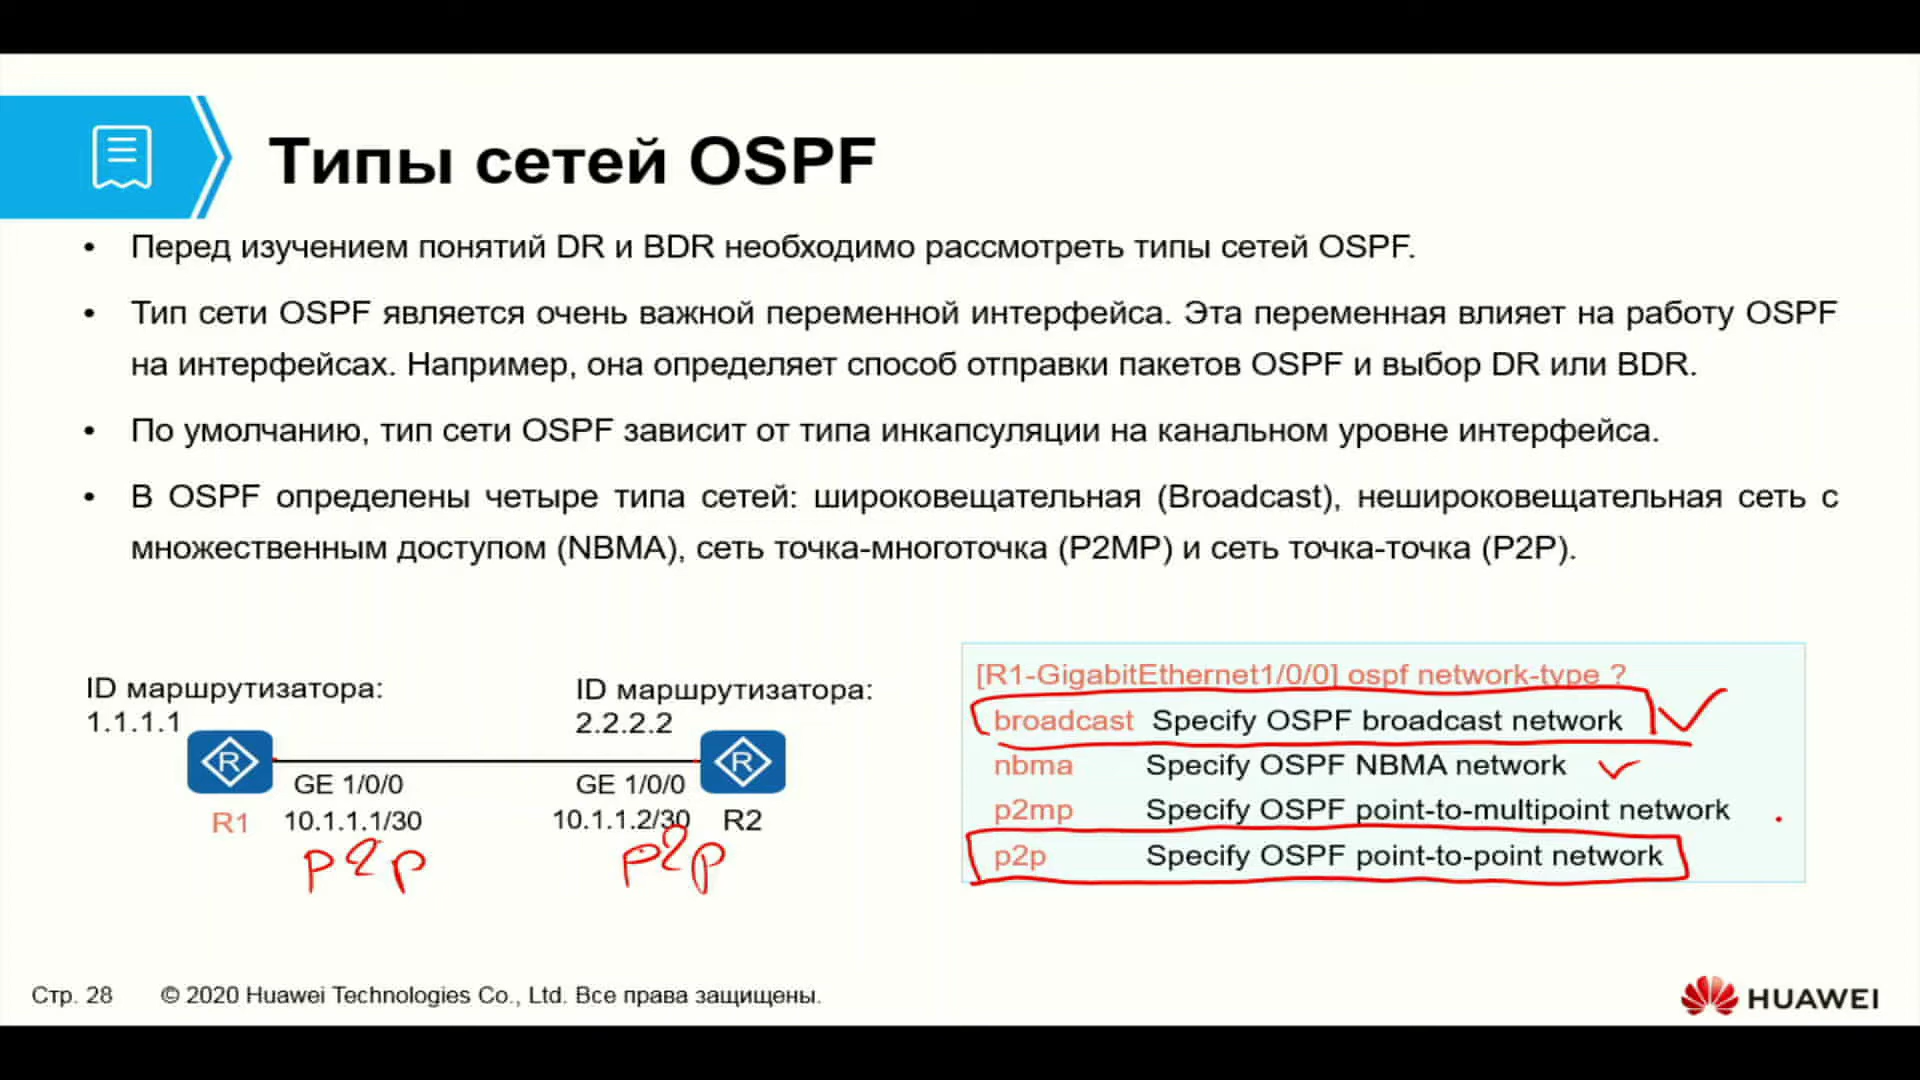 Типы сетей OSPF
• Перед изучением понятий DR и BDR необходимо рассмотреть типы сетей OSPF.
• Тип сети OSPF является очень важной переменной интерфейса. Эта переменная влияет на работу OSPF
на интерфейсах. Например, она определяет способ отправки пакетов OSPF и выбор DR или BDR.
• По умолчанию, тип сети OSPF зависит от типа инкапсуляции на канальном уровне интерфейса.
• В OSPF определены четыре типа сетей: широковещательная (Broadcast), нешироковещательная сеть с
множественным доступом (NBMA), сеть точка-многоточка (P2MP) и сеть точка-точка (P2P).
ID маршрутизатора:
1.1.1.1
R
GE 1/0/0
R1
10.1.1.1/30
p2p
ID маршрутизатора:
2.2.2.2
R
GE 1/0/0
10.1.1.2/30
R2
p2p
[R1-GigabitEthernet1/0/0] ospf network-type ?
broadcast Specify OSPF broadcast network
nbma Specify OSPF NBMA network
p2mp Specify OSPF point-to-multipoint network
p2p Specify OSPF point-to-point network
Стр. 28 © 2020 Huawei Technologies Co., Ltd. Все права защищены.
HUAWEI